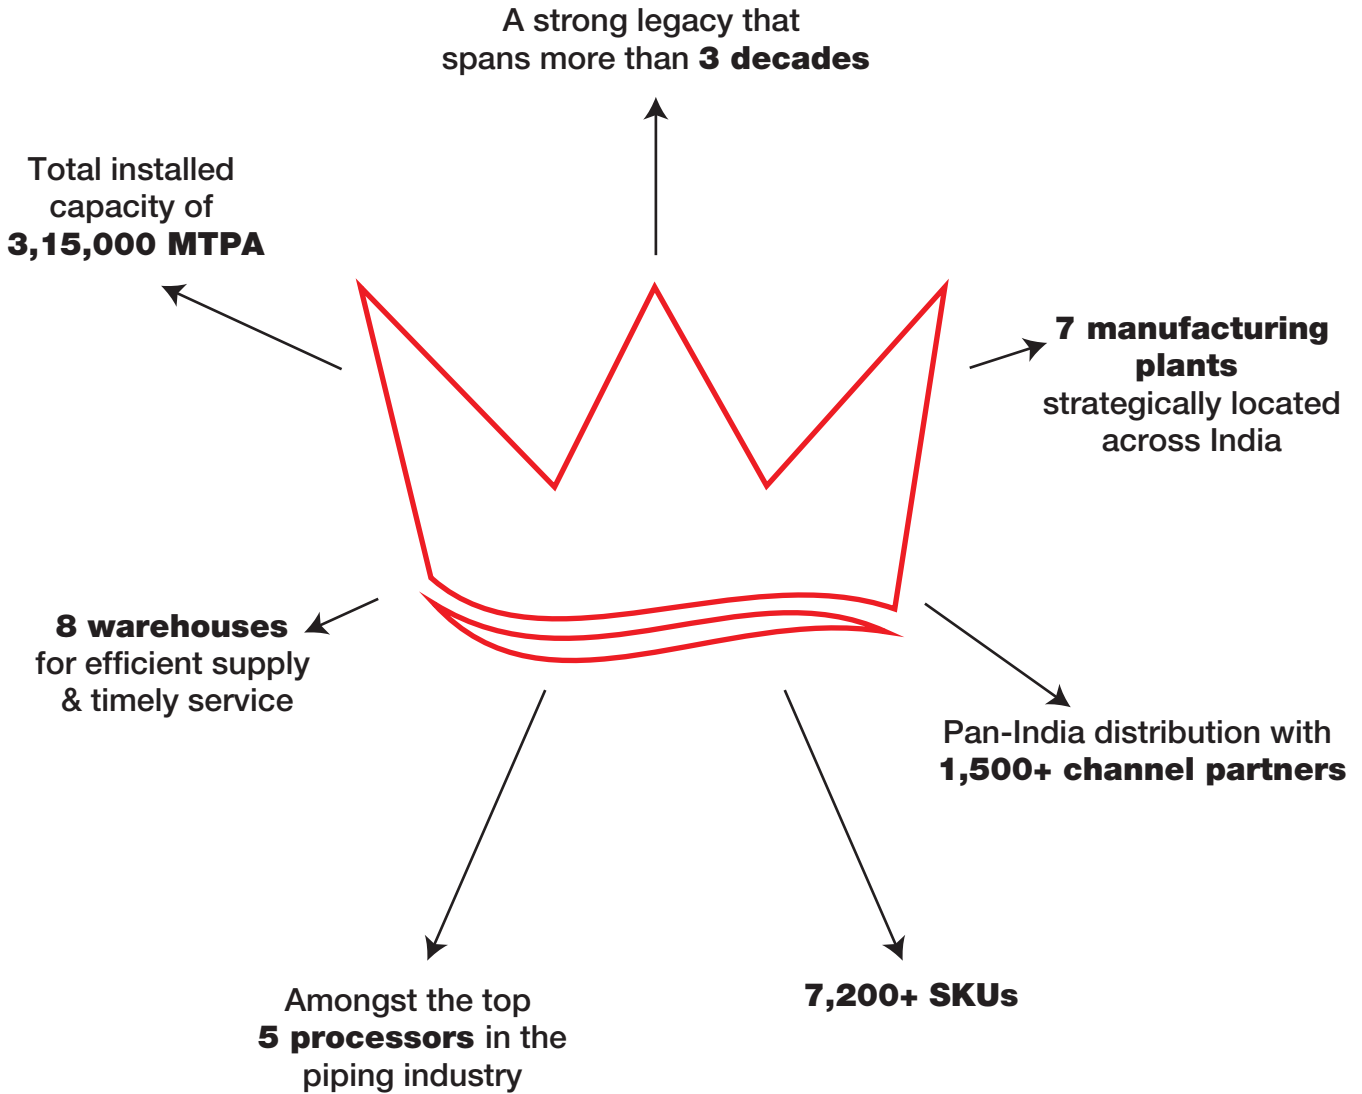 A strong legacy that
spans more than 3 decades
Total installed
capacity of
3,15,000 MTPA
7 manufacturing
plants
strategically located
across India
8 warehouses
for efficient supply
& timely service
Pan-India distribution with
1,500+ channel partners
Amongst the top
5 processors in the
piping industry
7,200+ SKUs